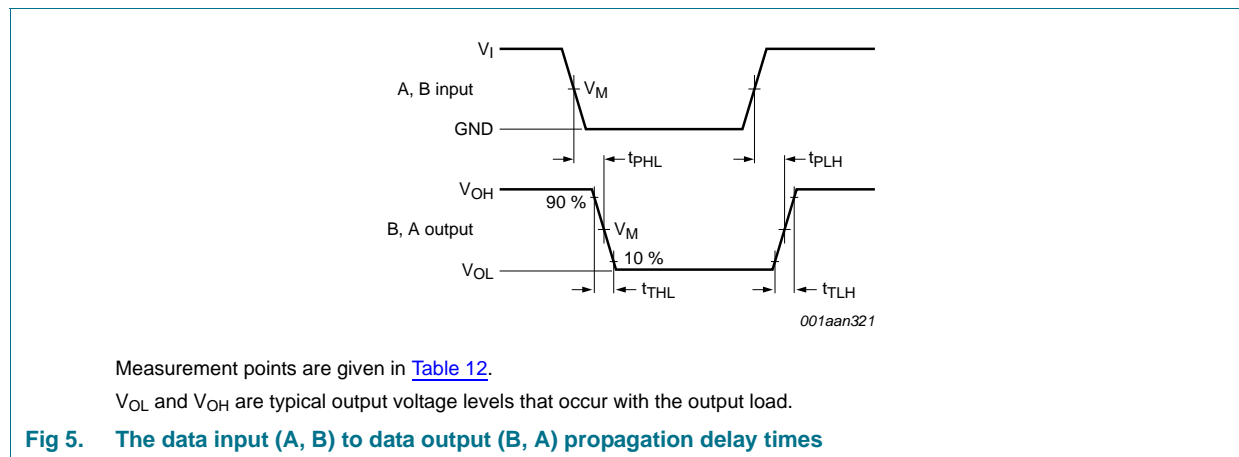 VI
A, B input
VM
GND
tPHL
tPLH
VOH
90 %
B, A output
VM
10 %
VOL
tTHL
tTLH
001aan321
Measurement points are given in Table 12.
VOL and VOH are typical output voltage levels that occur with the output load.
Fig 5. The data input (A, B) to data output (B, A) propagation delay times